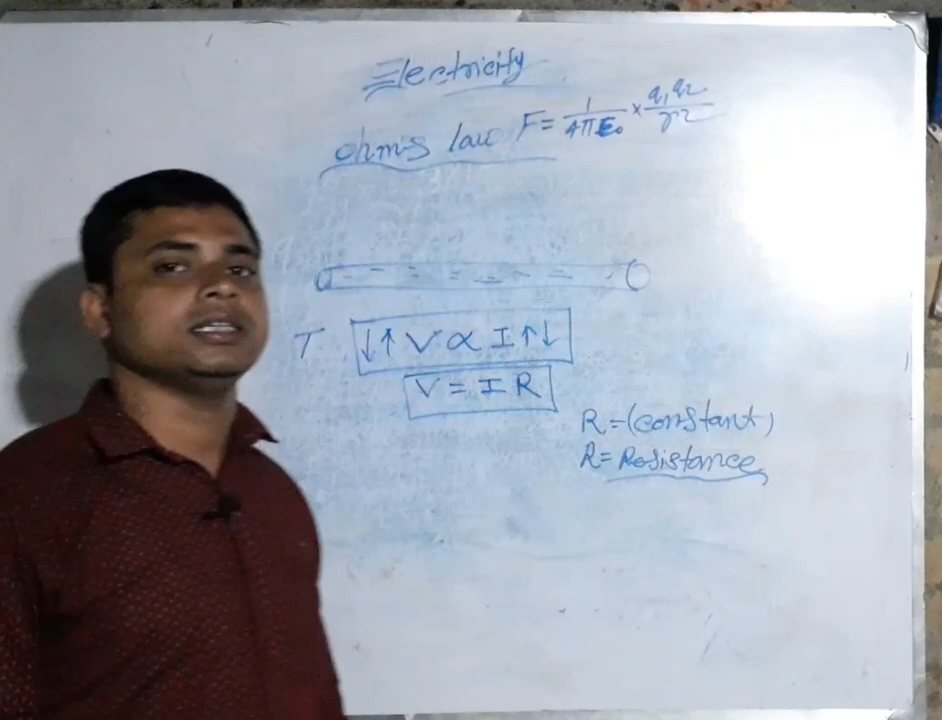 Electricity
ohm's law F = 1/4πε₀ × q₁q₂/r2
T ↓↑ V ∝ I ↑↓
V = I R
R = (constant)
R = Resistance